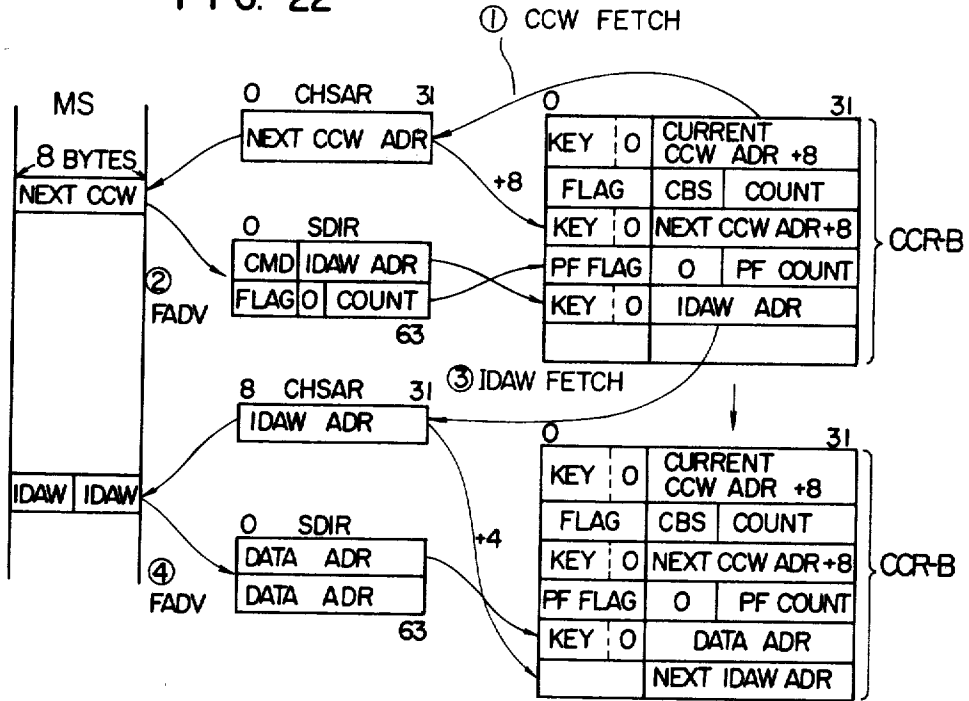 FIG. 22
① CCW FETCH
MS
8 BYTES
NEXT CCW
IDAW IDAW
0 CHSAR 31
NEXT CCW ADR
+8
0 SDIR
CMD IDAW ADR
FLAG 0 COUNT
63
② FADV
0 31
KEY 0 CURRENT
CCW ADR +8
FLAG CBS COUNT
KEY 0 NEXT CCW ADR+8
PF FLAG 0 PF COUNT
KEY 0 IDAW ADR
CCR-B
③ IDAW FETCH
8 CHSAR 31
IDAW ADR
+4
0 SDIR
DATA ADR
DATA ADR
63
④ FADV
0 31
KEY 0 CURRENT
CCW ADR +8
FLAG CBS COUNT
KEY 0 NEXT CCW ADR+8
PF FLAG 0 PF COUNT
KEY 0 DATA ADR
NEXT IDAW ADR
CCR-B